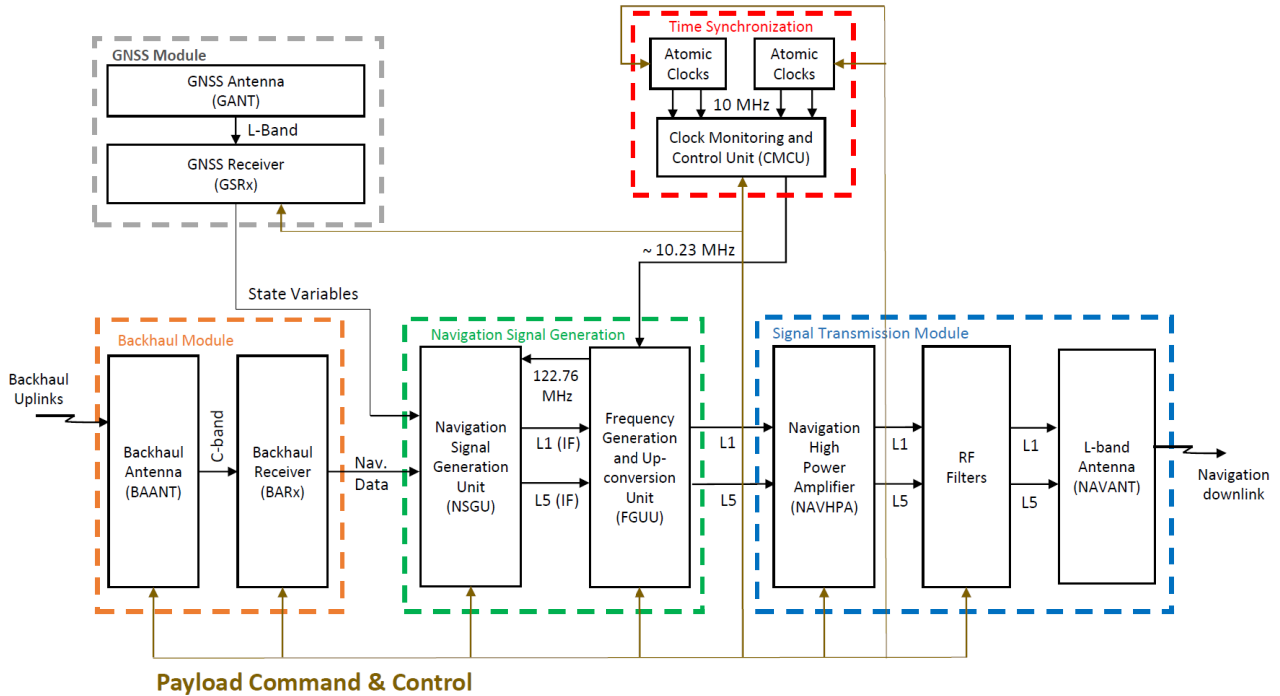 Time Synchronization
Atomic
Clocks
Atomic
Clocks
10 MHz
Clock Monitoring and
Control Unit (CMCU)
GNSS Module
GNSS Antenna
(GANT)
L-Band
GNSS Receiver
(GSRx)
~ 10.23 MHz
State Variables
Backhaul Module
Backhaul
Uplinks
Backhaul
Antenna
(BAANT)
C-band
Backhaul
Receiver
(BARx)
Nav.
Data
Navigation Signal Generation
Navigation
Signal
Generation
Unit
(NSGU)
122.76
MHz
L1 (IF)
L5 (IF)
Frequency
Generation
and Up-
conversion
Unit
(FGUU)
L1
L5
Signal Transmission Module
Navigation
High
Power
Amplifier
(NAVHPA)
L1
L5
RF
Filters
L1
L5
L-band
Antenna
(NAVANT)
Navigation
downlink
Payload Command & Control